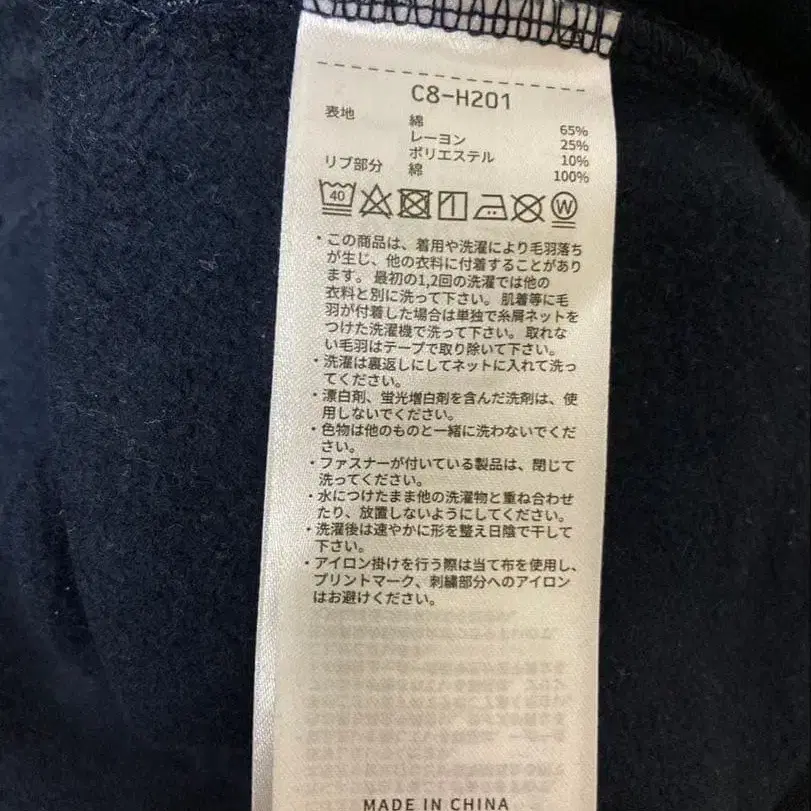 C8-H201
表地 綿 65%
レーヨン 25%
ポリエステル 10%
リブ部分 綿 100%
40
W
・この商品は、着用や洗濯により毛羽落ち
が生じ、他の衣料に付着することがあり
ます。最初の1,2回の洗濯では他の
衣料と別に洗って下さい。肌着等に毛
羽が付着した場合は単独で糸屑ネットを
つけた洗濯機で洗って下さい。取れな
い毛羽はテープで取り除いて下さい。
・洗濯は裏返しにしてネットに入れて洗っ
てください。
・漂白剤、蛍光増白剤を含んだ洗剤は、使
用しないでください。
・色物は他のものと一緒に洗わないでくだ
さい。
・ファスナーが付いている製品は、閉じて
洗ってください。
・水につけたまま他の洗濯物と重ね合わせ
たり、放置しないようにしてください。
・洗濯後は速やかに形を整え日陰で干して
下さい。
・アイロン掛けを行う際は当て布を使用し、
プリントマーク、刺繍部分へのアイロン
はお避けください。
MADE IN CHINA